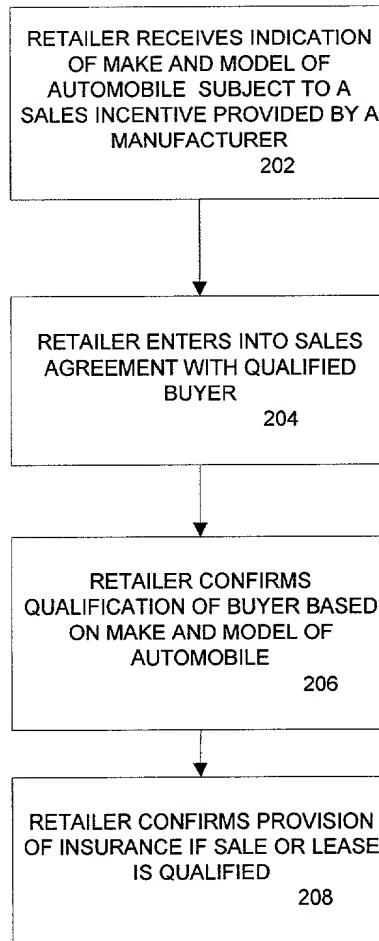 RETAILER RECEIVES INDICATION
OF MAKE AND MODEL OF
AUTOMOBILE SUBJECT TO A
SALES INCENTIVE PROVIDED BY A
MANUFACTURER
202
RETAILER ENTERS INTO SALES
AGREEMENT WITH QUALIFIED
BUYER
204
RETAILER CONFIRMS
QUALIFICATION OF BUYER BASED
ON MAKE AND MODEL OF
AUTOMOBILE
206
RETAILER CONFIRMS PROVISION
OF INSURANCE IF SALE OR LEASE
IS QUALIFIED
208